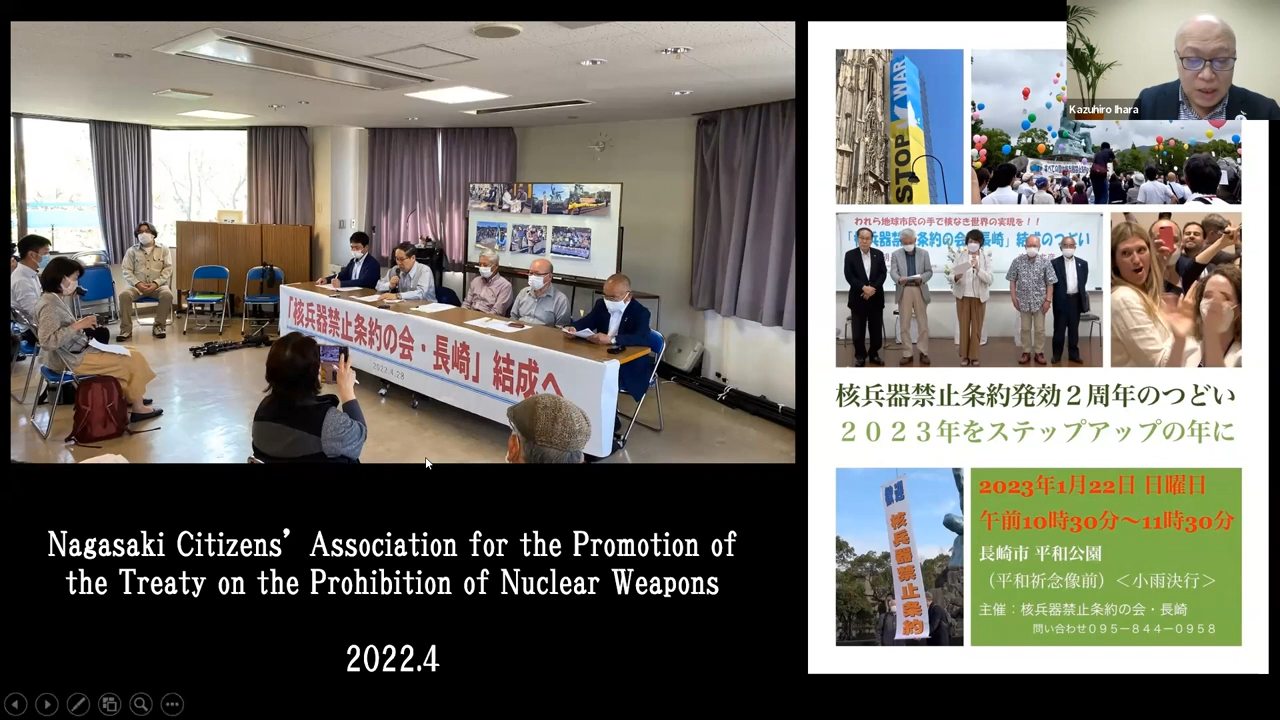 「核兵器禁止条約の会・長崎」結成へ
2022.4.28
Nagasaki Citizens’ Association for the Promotion of
the Treaty on the Prohibition of Nuclear Weapons
2022.4
Kazuhiro Ihara
STOP WAR
われら地球市民の手で核なき世界の実現を！！
「核兵器禁止条約の会・長崎」結成のつどい
核兵器禁止条約発効２周年のつどい
２０２３年をステップアップの年に
歓迎
核兵器禁止条約
2023年1月22日 日曜日
午前10時30分～11時30分
長崎市 平和公園
（平和祈念像前）＜小雨決行＞
主催：核兵器禁止条約の会・長崎
問い合わせ０９５－８４４－０９５８